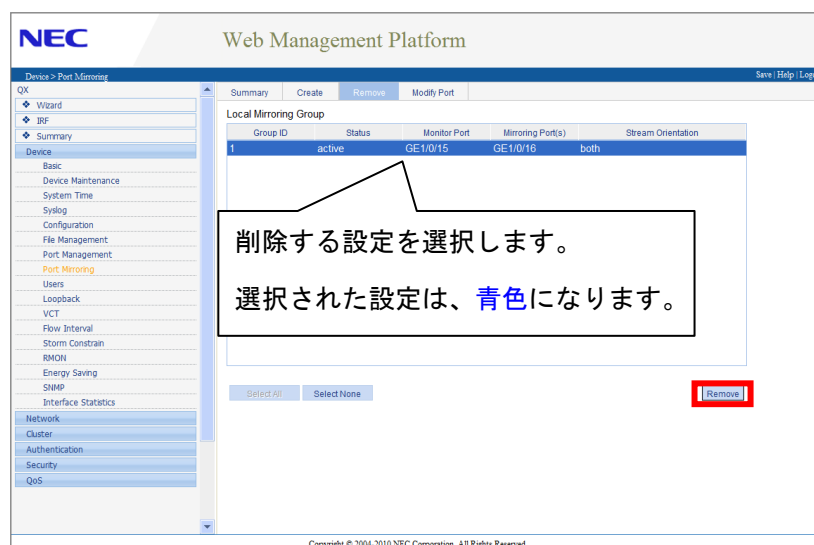 NEC
Web Management Platform
Device > Port Mirroring
Save | Help |
QX
Wizard
IRF
Summary
Device
Basic
Device Maintenance
System Time
Syslog
Configuration
File Management
Port Management
Port Mirroring
Users
Loopback
VCT
Flow Interval
Storm Constrain
RMON
Energy Saving
SNMP
Interface Statistics
Network
Cluster
Authentication
Security
QoS
Summary Create Remove Modify Port
Local Mirroring Group
Group ID Status Monitor Port Mirroring Port(s) Stream Orientation
1 active GE1/0/15 GE1/0/16 both
削除する設定を選択します。
選択された設定は、青色になります。
Select All Select None Remove
Copyright © 2004-2010 NEC Corporation. All Rights Reserved